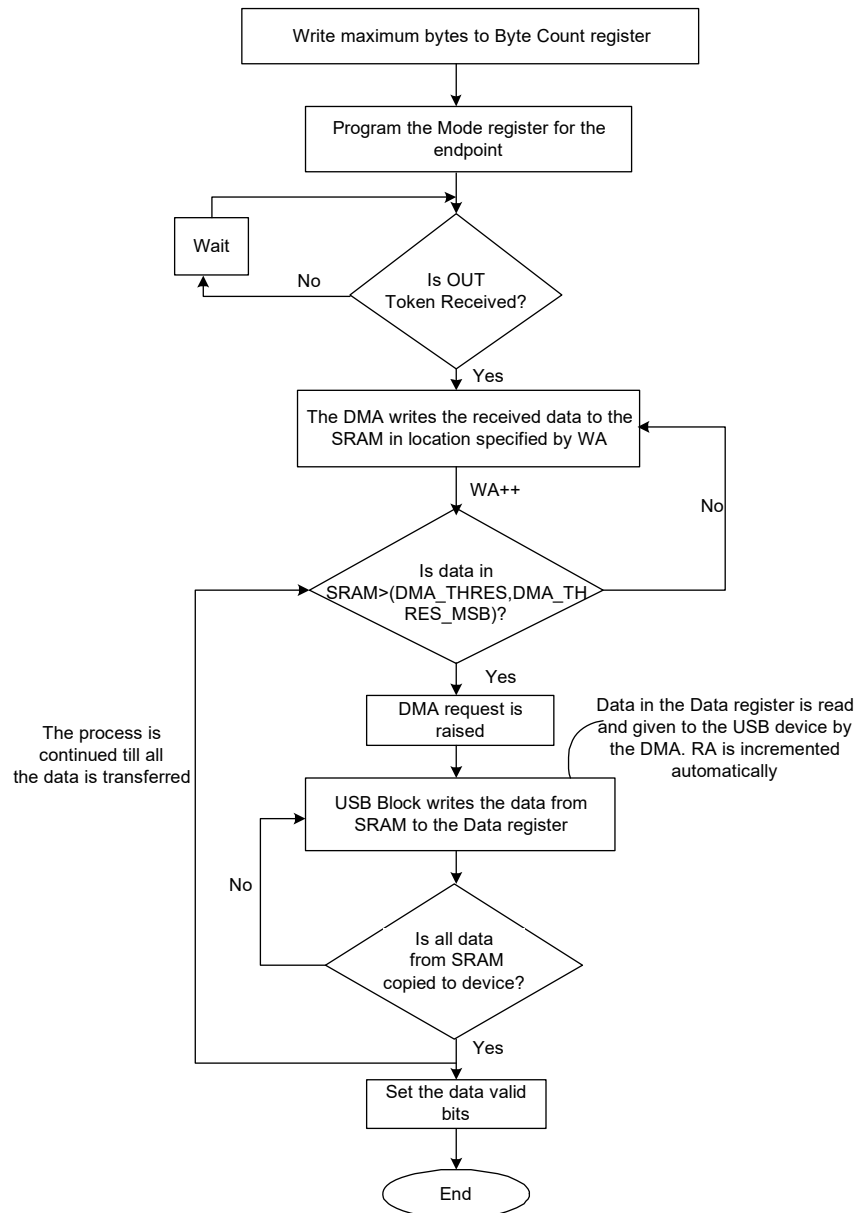 Write maximum bytes to Byte Count register
Program the Mode register for the
endpoint
Wait
No
Is OUT
Token Received?
Yes
The DMA writes the received data to the
SRAM in location specified by WA
WA++
No
Is data in
SRAM>(DMA_THRES,DMA_TH
RES_MSB)?
Yes
DMA request is
raised
Data in the Data register is read
and given to the USB device by
the DMA. RA is incremented
automatically
The process is
continued till all
the data is transferred
USB Block writes the data from
SRAM to the Data register
No
Is all data
from SRAM
copied to device?
Yes
Set the data valid
bits
End